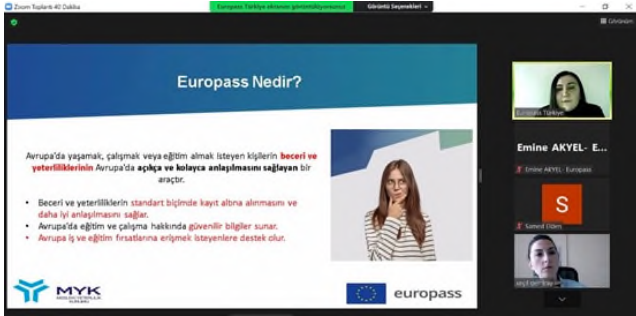 Zoom Toplantı 40 Dakika
Europass Türkiye ekranını görüntülüyorsunuz
Görüntü Seçenekleri
Görünüm
Europass Nedir?
Avrupa'da yaşamak, çalışmak veya eğitim almak isteyen kişilerin beceri ve
yeterliliklerinin Avrupa'da açıkça ve kolayca anlaşılmasını sağlayan bir
araçtır.
• Beceri ve yeterliliklerin standart biçimde kayıt altına alınmasını ve
daha iyi anlaşılmasını sağlar.
• Avrupa'da eğitim ve çalışma hakkında güvenilir bilgiler sunar.
• Avrupa iş ve eğitim fırsatlarına erişmek isteyenlere destek olur.
MYK
MESLEKİ YETERLİLİK
KURUMU
europass
Europass Türkiye
Emine AKYEL- E...
Emine AKYEL- Europass
S
Samed Elden